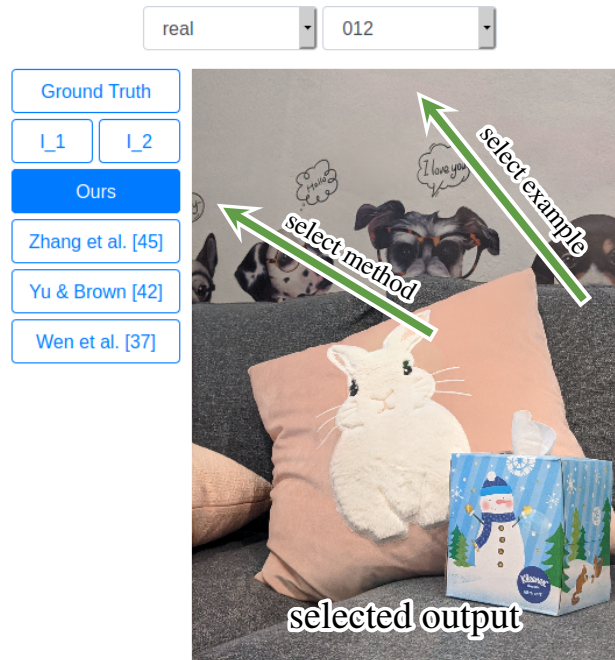 real 012
Ground Truth
I_1 I_2
Ours
Zhang et al. [45]
Yu & Brown [42]
Wen et al. [37]
I love you
Hello
select example
select method
Kleenex
selected output